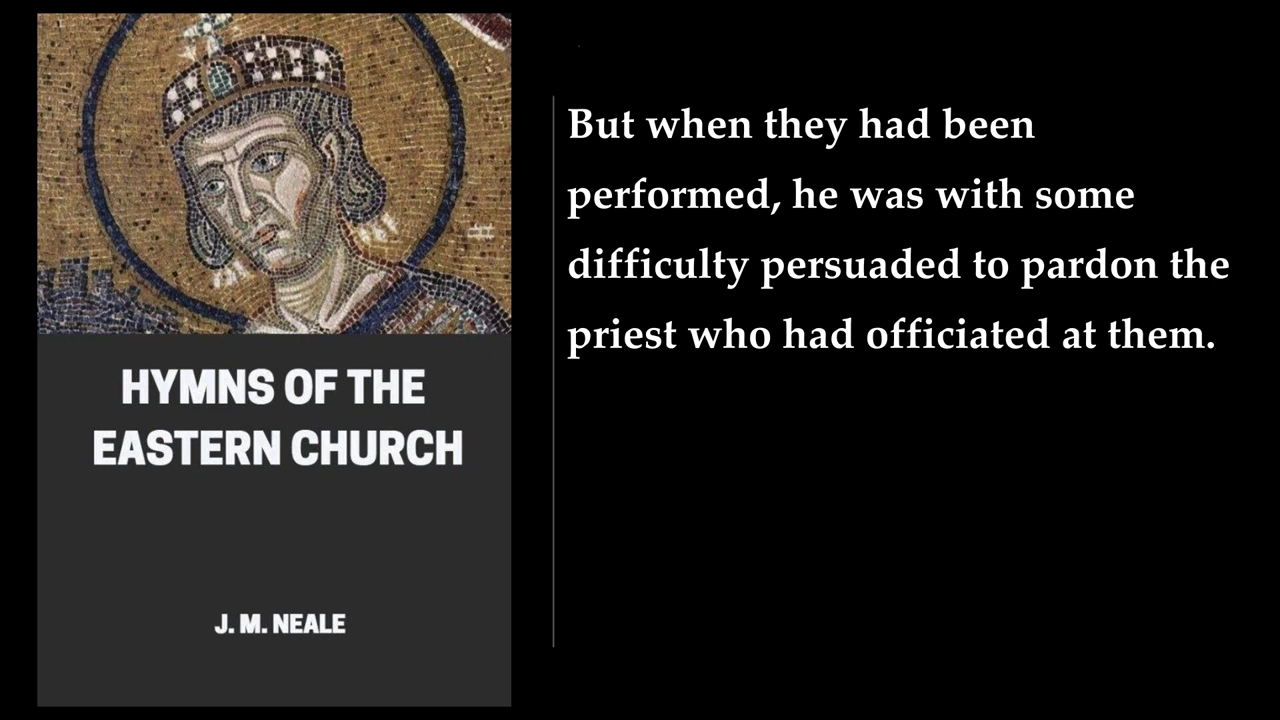 HYMNS OF THE
EASTERN CHURCH
J. M. NEALE
But when they had been
performed, he was with some
difficulty persuaded to pardon the
priest who had officiated at them.